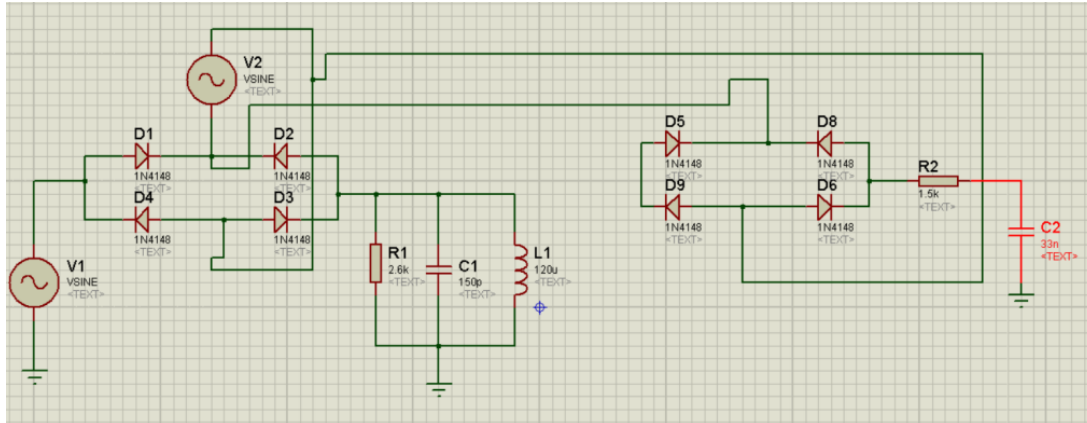 V2
VSINE
<TEXT>
D1
1N4148
<TEXT>
D2
1N4148
<TEXT>
D4
1N4148
<TEXT>
D3
1N4148
<TEXT>
V1
VSINE
<TEXT>
R1
2.6k
<TEXT>
C1
150p
<TEXT>
L1
120u
<TEXT>
D5
1N4148
<TEXT>
D8
1N4148
<TEXT>
D9
1N4148
<TEXT>
D6
1N4148
<TEXT>
R2
1.5k
<TEXT>
C2
33n
<TEXT>